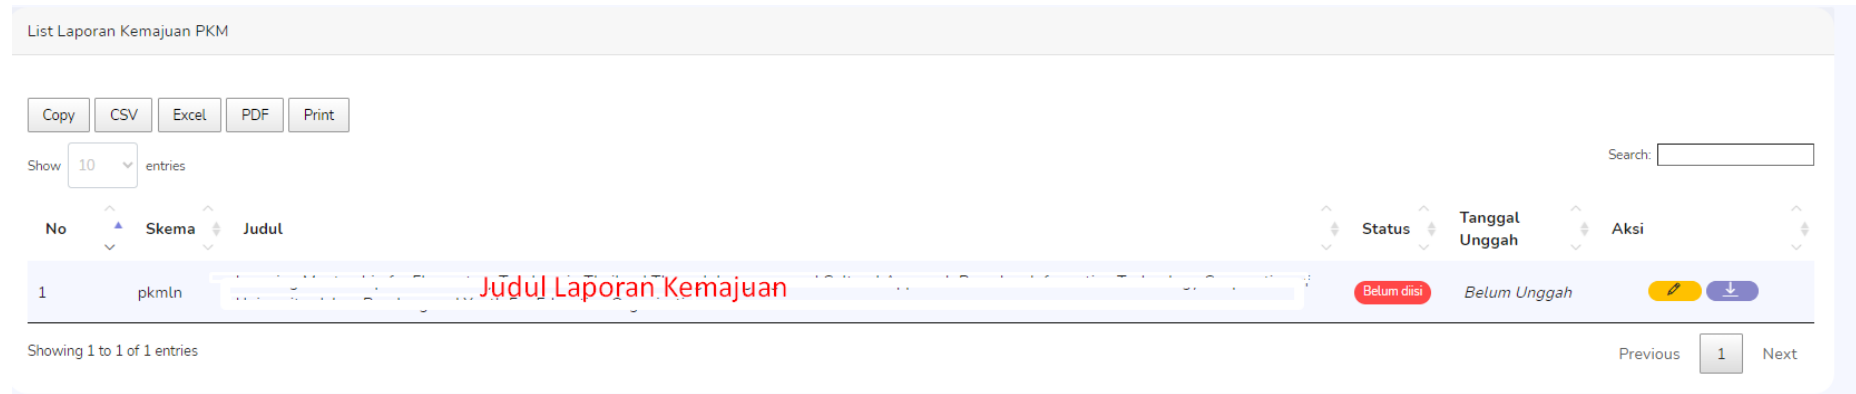 List Laporan Kemajuan PKM
Copy CSV Excel PDF Print
Show 10 entries
Search:
No Skema Judul Status Tanggal Unggah Aksi
1 pkmln Judul Laporan Kemajuan Belum diisi Belum Unggah
Showing 1 to 1 of 1 entries
Previous 1 Next